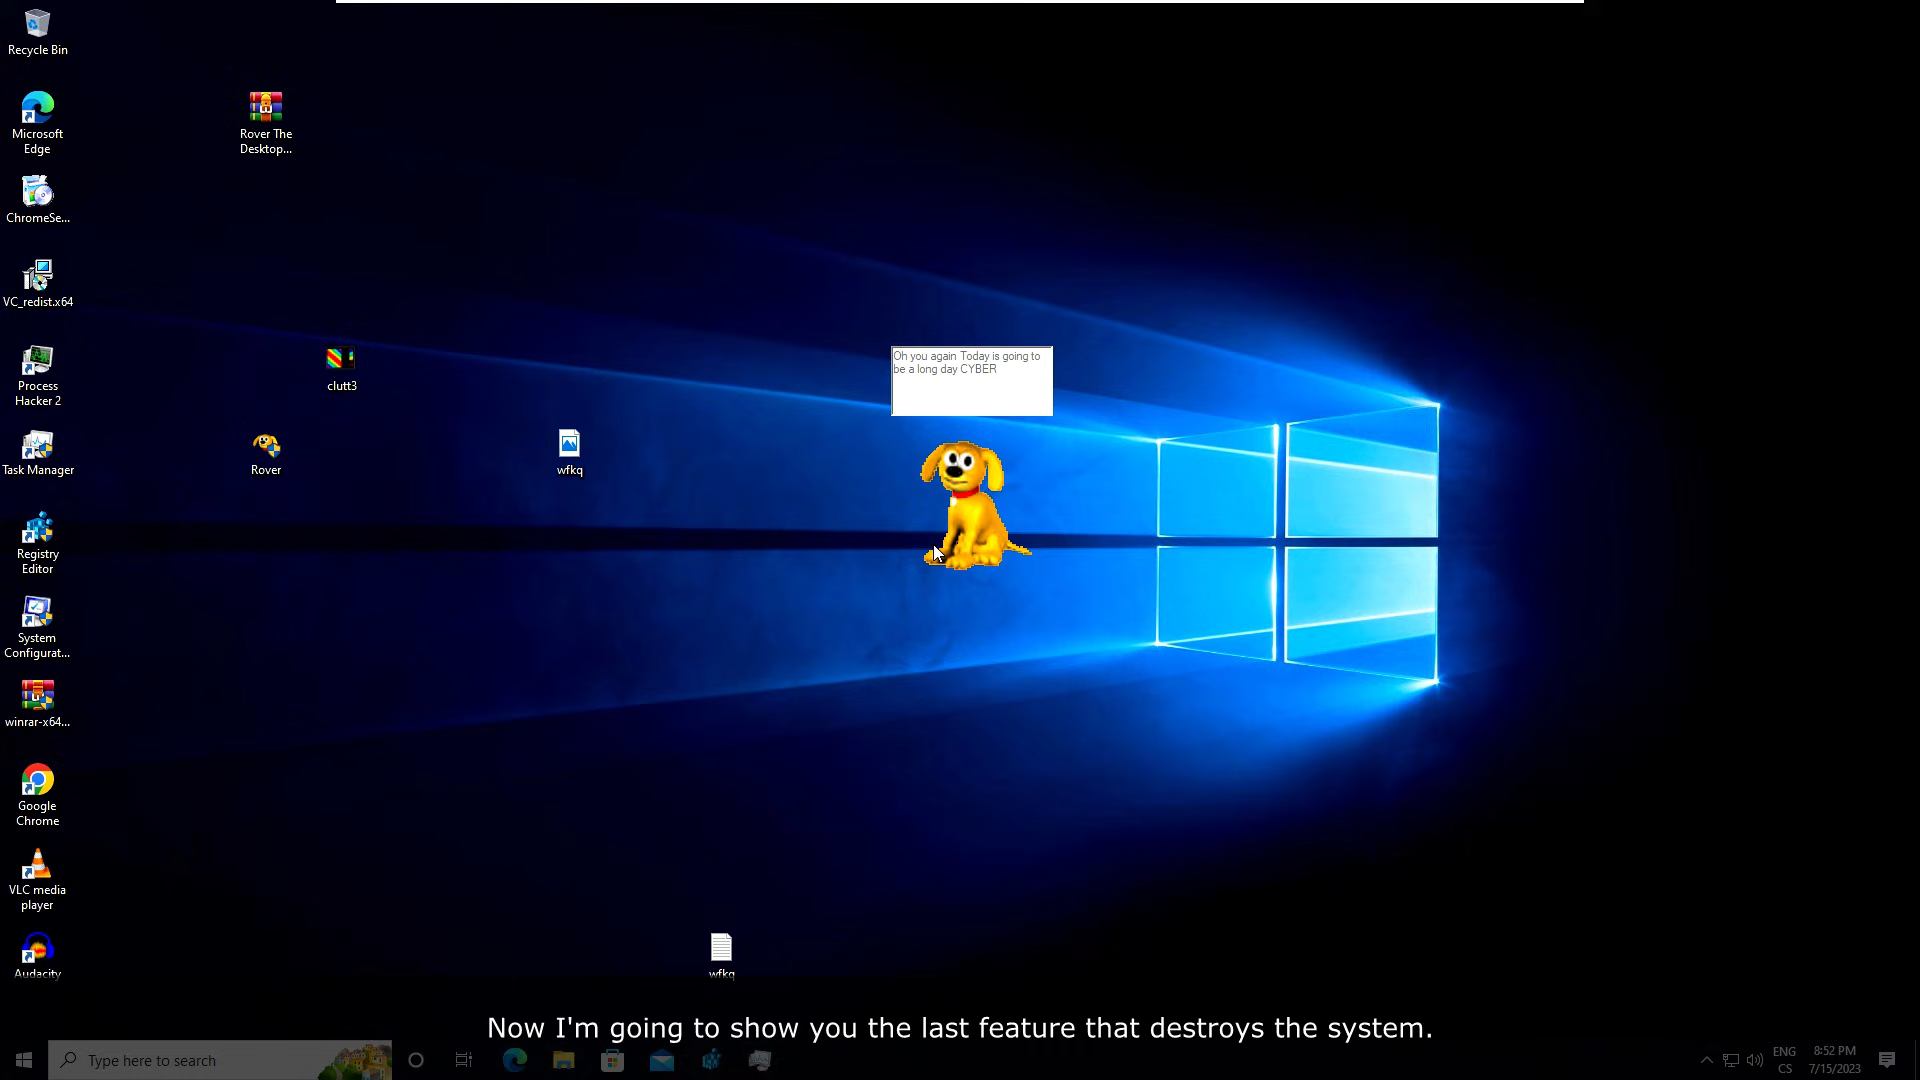 Recycle Bin
Microsoft
Edge
Rover The
Desktop...
ChromeSe...
VC_redist.x64
Process
Hacker 2
clutt3
Oh you again Today is going to
be a long day CYBER
Task Manager
Rover
wfkq
Registry
Editor
System
Configurat...
winrar-x64...
Google
Chrome
VLC media
player
Audacity
wfkq
Now I'm going to show you the last feature that destroys the system.
Type here to search
ENG
CS
8:52 PM
7/15/2023